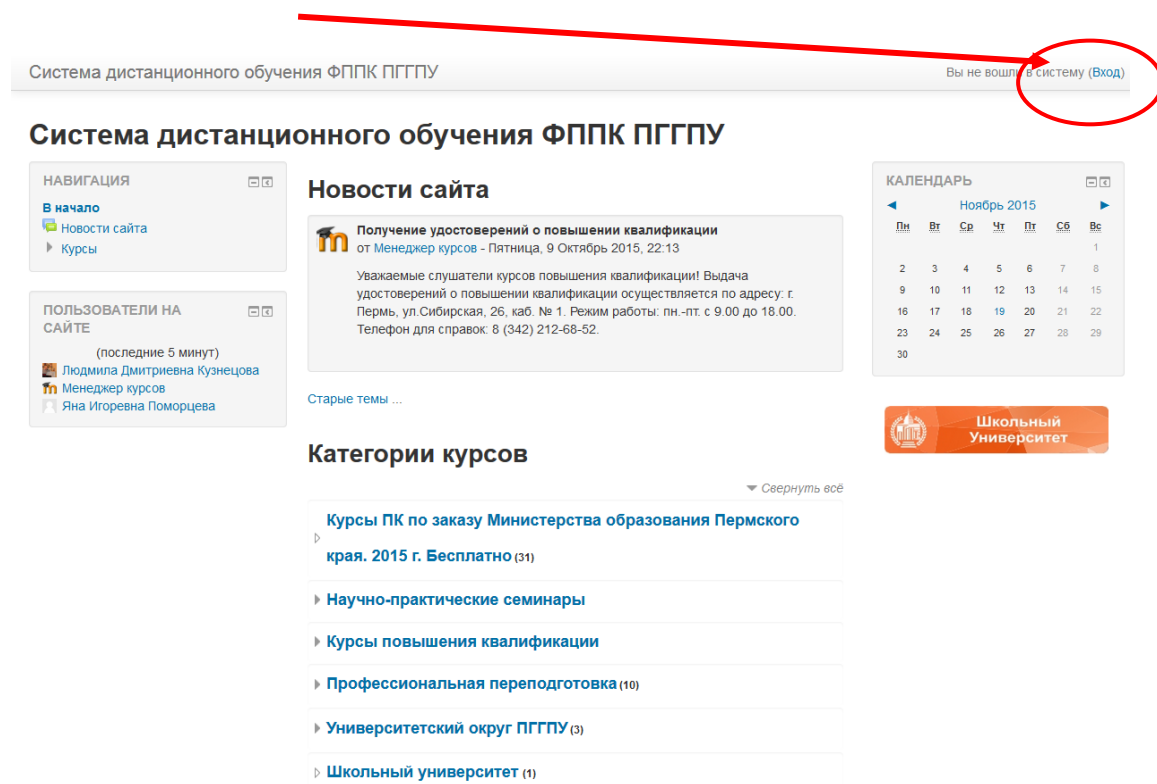 Система дистанционного обучения ФППК ПГГПУ
Вы не вошли в систему (Вход)
Система дистанционного обучения ФППК ПГГПУ
НАВИГАЦИЯ
В начало
Новости сайта
Курсы
ПОЛЬЗОВАТЕЛИ НА
САЙТЕ
(последние 5 минут)
Людмила Дмитриевна Кузнецова
Менеджер курсов
Яна Игоревна Поморцева
Новости сайта
Получение удостоверений о повышении квалификации
от Менеджер курсов - Пятница, 9 Октябрь 2015, 22:13
Уважаемые слушатели курсов повышения квалификации! Выдача
удостоверений о повышении квалификации осуществляется по адресу: г.
Пермь, ул.Сибирская, 26, каб. № 1. Режим работы: пн.-пт. с 9.00 до 18.00.
Телефон для справок: 8 (342) 212-68-52.
Старые темы ...
Категории курсов
Свернуть всё
Курсы ПК по заказу Министерства образования Пермского
края. 2015 г. Бесплатно (31)
Научно-практические семинары
Курсы повышения квалификации
Профессиональная переподготовка (10)
Университетский округ ПГГПУ (3)
Школьный университет (1)
КАЛЕНДАРЬ
Ноябрь 2015
Пн Вт Ср Чт Пт Сб Вс
1
2 3 4 5 6 7 8
9 10 11 12 13 14 15
16 17 18 19 20 21 22
23 24 25 26 27 28 29
30
Школьный
Университет